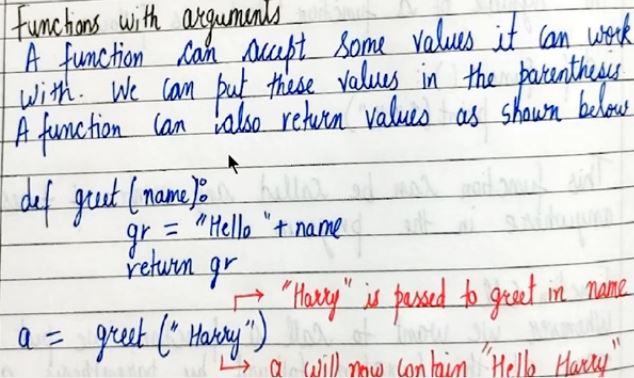 Functions with arguments
A function can accept some values it can work
with. We can put these values in the parenthesis
A function can also return values as shown below
def greet (name):
gr = "Hello "+ name
return gr
→ "Harry" is passed to greet in name
a = greet (" Harry")
→ a will now contain "Hello Harry"